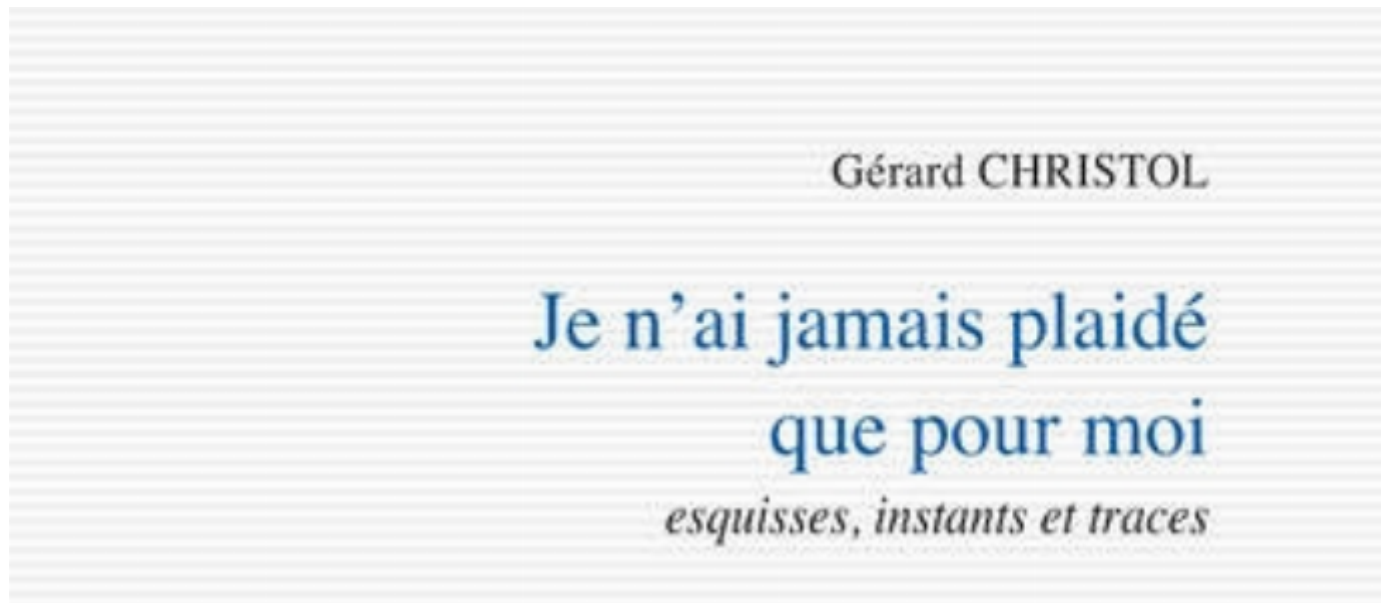 Gérard CHRISTOL
Je n’ai jamais plaidé
que pour moi
esquisses, instants et traces